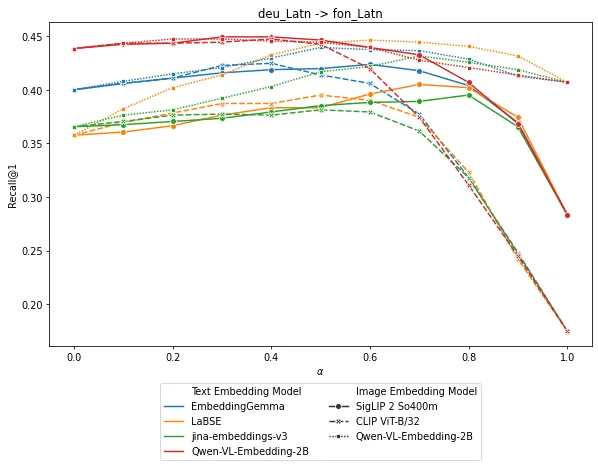 deu_Latn -> fon_Latn
Recall@1
0.45
0.40
0.35
0.30
0.25
0.20
0.0 0.2 0.4 0.6 0.8 1.0
α
Text Embedding Model
EmbeddingGemma
LaBSE
jina-embeddings-v3
Qwen-VL-Embedding-2B
Image Embedding Model
SigLIP 2 So400m
CLIP ViT-B/32
Qwen-VL-Embedding-2B